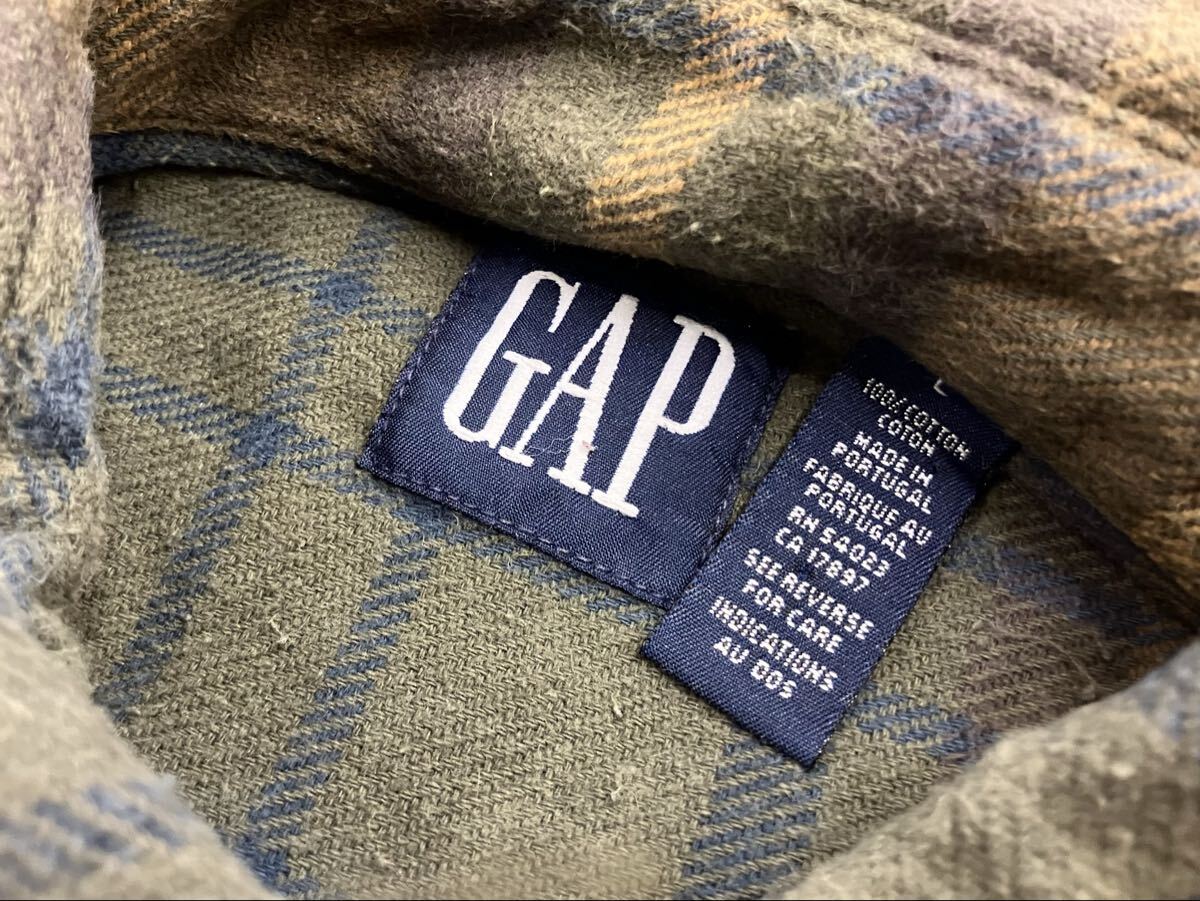 GAP
L
100% COTTON
COTON
MADE IN
PORTUGAL
FABRIQUE AU
PORTUGAL
RN 54023
CA 17897
SEE REVERSE
FOR CARE
INDICATIONS
AU DOS